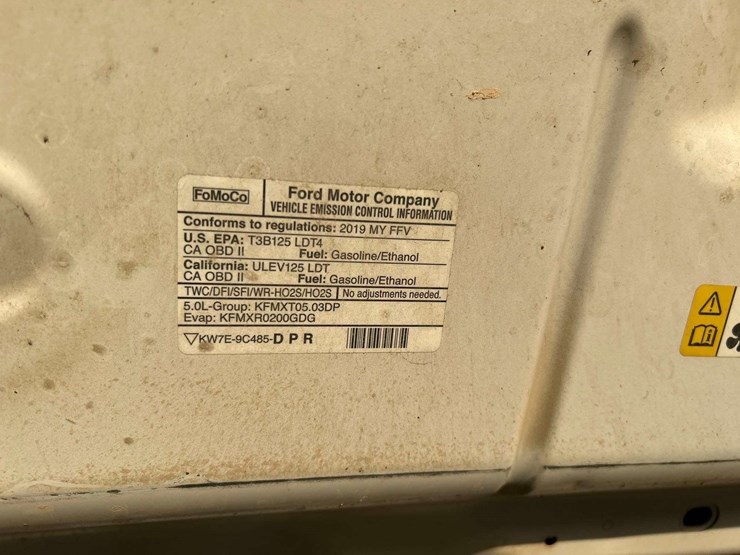 FoMoCo
Ford Motor Company
VEHICLE EMISSION CONTROL INFORMATION
Conforms to regulations: 2019 MY FFV
U.S. EPA: T3B125 LDT4
CA OBD II Fuel: Gasoline/Ethanol
California: ULEV125 LDT
CA OBD II Fuel: Gasoline/Ethanol
TWC/DFI/SFI/WR-HO2S/HO2S No adjustments needed.
5.0L-Group: KFMXT05.03DP
Evap: KFMXR0200GDG
KW7E-9C485-D P R